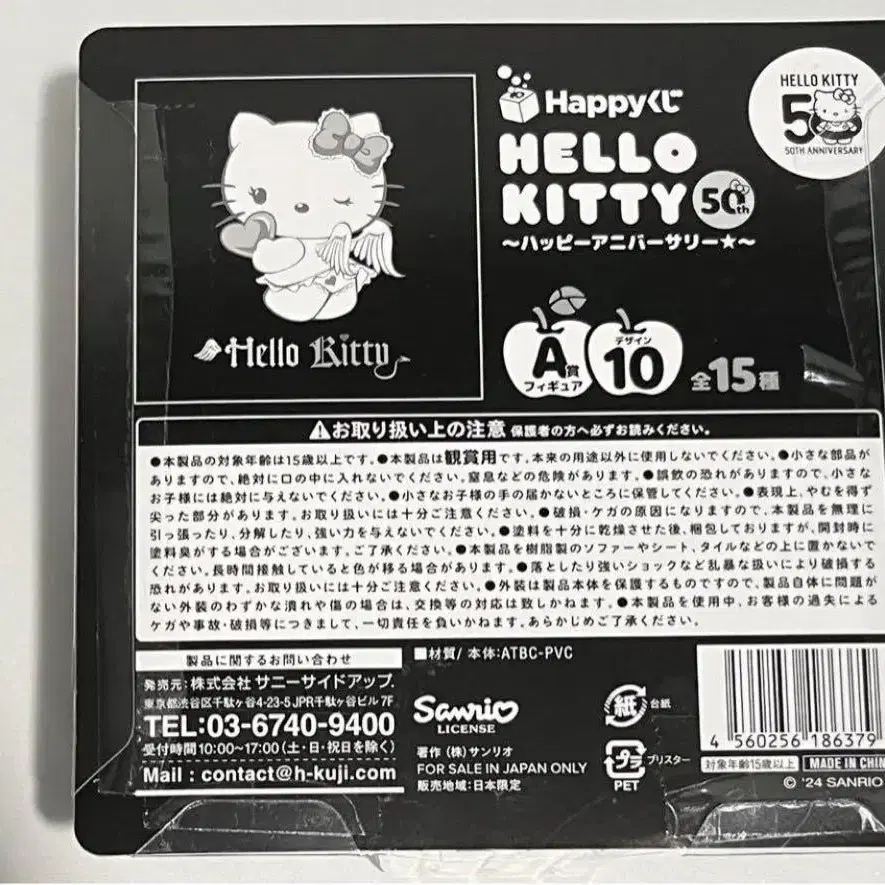 Happyくじ
HELLO
KITTY 50th
～ハッピーアニバーサリー★～
HELLO KITTY
50
50TH ANNIVERSARY
Hello Kitty
A賞
フィギュア
デザイン
10
全15種
⚠お取り扱い上の注意 保護者の方へ必ずお読みください。
●本製品の対象年齢は15歳以上です。●本製品は観賞用です。本来の用途以外に使用しないでください。●小さな部品が
ありますので、絶対に口の中に入れないでください。窒息などの危険があります。●誤飲の恐れがありますので、小さな
お子様には絶対に与えないでください。●小さなお子様の手の届かないところに保管してください。●表現上、やむを得ず
尖った部分があります。お取り扱いには十分ご注意ください。●破損・ケガの原因になりますので、本製品を無理に
引っ張ったり、分解したり、強い力を与えないでください。●塗料を十分に乾燥させた後、梱包しておりますが、開封時に
塗料臭がする場合がございます。ご了承ください。●本製品を樹脂製のソファーやシート、タイルなどの上に置かないで
ください。長時間接触していると色が移る場合があります。●落としたり強いショックなど乱暴な扱いにより破損する
恐れがあります。お取り扱いには十分ご注意ください。●外装は製品本体を保護するものですので、製品自体に問題が
ない外装のわずかな潰れや傷の場合は、交換等の対応は致しかねます。●本製品を使用中、お客様の過失による
ケガや事故・破損等につきまして、一切責任を負いかねます。あらかじめご了承ください。
製品に関するお問い合わせ
発売元：株式会社 サニーサイドアップ
東京都渋谷区千駄ヶ谷4-23-5 JPR千駄ヶ谷ビル 7F
TEL:03-6740-9400
受付時間10:00～17:00（土・日・祝日を除く）
Mail : contact@h-kuji.com
■材質/ 本体:ATBC-PVC
Sanrio
LICENSE
著作（株）サンリオ
FOR SALE IN JAPAN ONLY
販売地域:日本限定
紙 台紙
プラ ブリスター
PET
4 560256 186379
対象年齢15歳以上 MADE IN CHIN
© '24 SANRIO